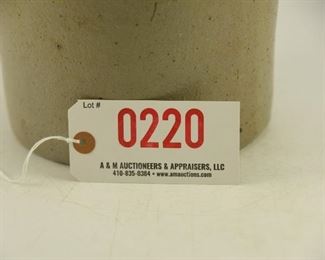 Lot #
0220
A & M AUCTIONEERS & APPRAISERS, LLC
410-835-0384 • www.amauctions.com